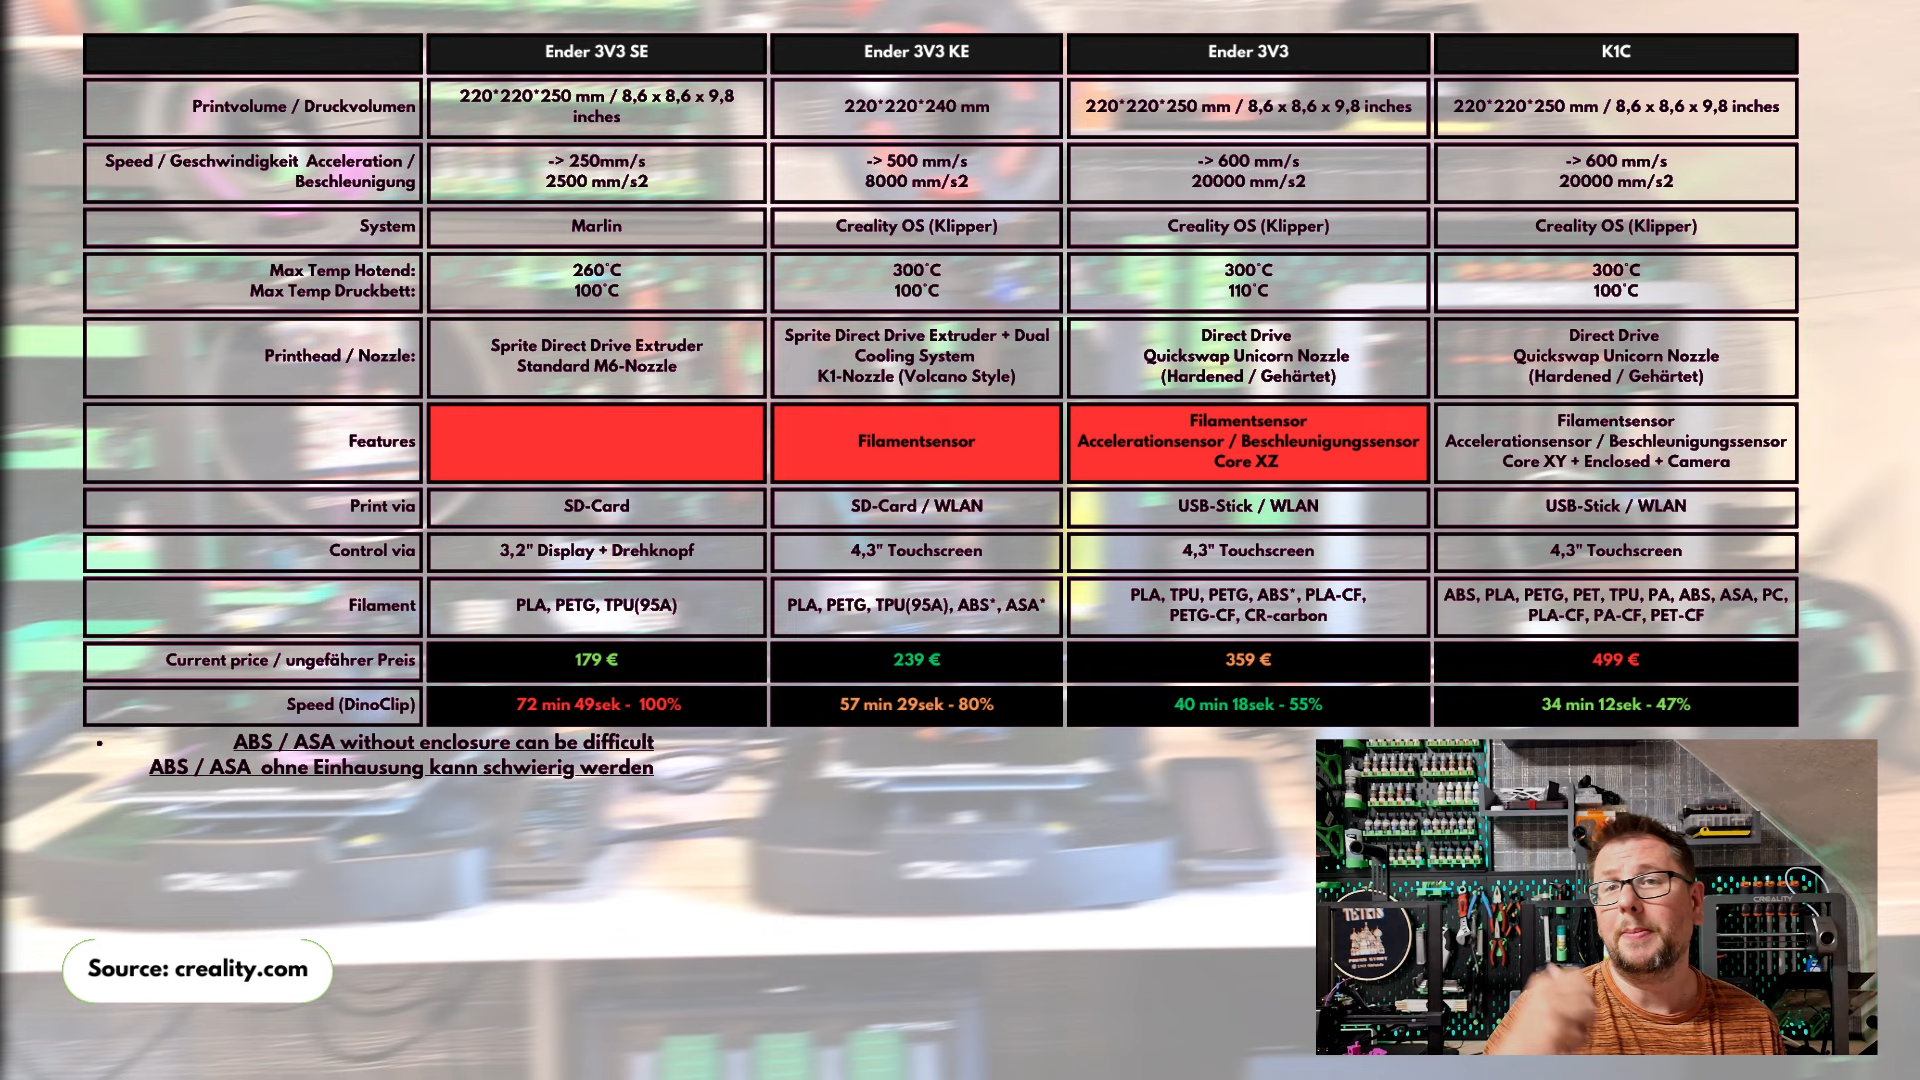 Ender 3V3 SE
Ender 3V3 KE
Ender 3V3
K1C
Printvolume / Druckvolumen
220*220*250 mm / 8,6 x 8,6 x 9,8
inches
220*220*240 mm
220*220*250 mm / 8,6 x 8,6 x 9,8 inches
220*220*250 mm / 8,6 x 8,6 x 9,8 inches
Speed / Geschwindigkeit Acceleration /
Beschleunigung
-> 250mm/s
2500 mm/s2
-> 500 mm/s
8000 mm/s2
-> 600 mm/s
20000 mm/s2
-> 600 mm/s
20000 mm/s2
System
Marlin
Creality OS (Klipper)
Creality OS (Klipper)
Creality OS (Klipper)
Max Temp Hotend:
Max Temp Druckbett:
260°C
100°C
300°C
100°C
300°C
110°C
300°C
100°C
Printhead / Nozzle:
Sprite Direct Drive Extruder
Standard M6-Nozzle
Sprite Direct Drive Extruder + Dual
Cooling System
K1-Nozzle (Volcano Style)
Direct Drive
Quickswap Unicorn Nozzle
(Hardened / Gehärtet)
Direct Drive
Quickswap Unicorn Nozzle
(Hardened / Gehärtet)
Features
Filamentsensor
Filamentsensor
Accelerationsensor / Beschleunigungssensor
Core XZ
Filamentsensor
Accelerationsensor / Beschleunigungssensor
Core XY + Enclosed + Camera
Print via
SD-Card
SD-Card / WLAN
USB-Stick / WLAN
USB-Stick / WLAN
Control via
3,2" Display + Drehknopf
4,3" Touchscreen
4,3" Touchscreen
4,3" Touchscreen
Filament
PLA, PETG, TPU(95A)
PLA, PETG, TPU(95A), ABS*, ASA*
PLA, TPU, PETG, ABS*, PLA-CF,
PETG-CF, CR-carbon
ABS, PLA, PETG, PET, TPU, PA, ABS, ASA, PC,
PLA-CF, PA-CF, PET-CF
Current price / ungefährer Preis
179 €
239 €
359 €
499 €
Speed (DinoClip)
72 min 49sek - 100%
57 min 29sek - 80%
40 min 18sek - 55%
34 min 12sek - 47%
• ABS / ASA without enclosure can be difficult
ABS / ASA ohne Einhausung kann schwierig werden
Source: creality.com
CREALITY
TETRIS